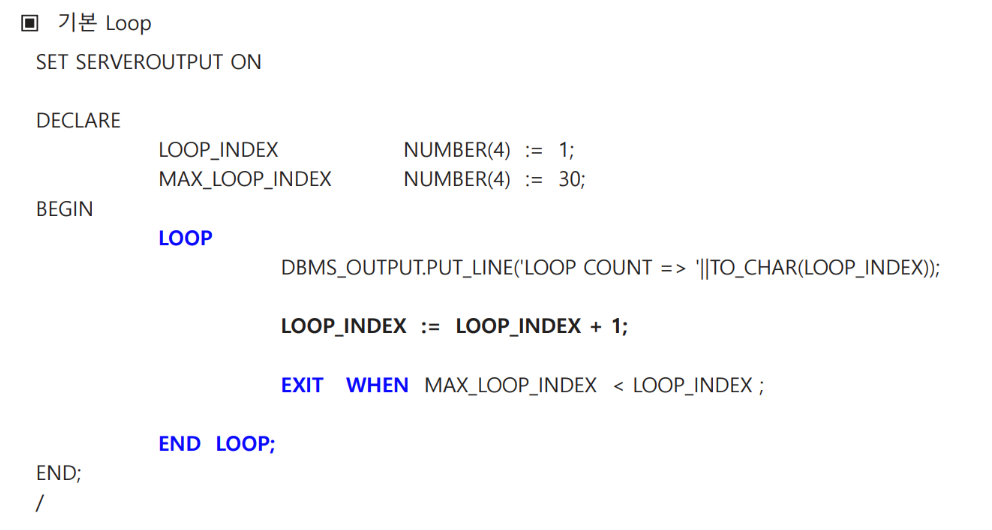 ▣ 기본 Loop
SET SERVEROUTPUT ON
DECLARE
LOOP_INDEX NUMBER(4) := 1;
MAX_LOOP_INDEX NUMBER(4) := 30;
BEGIN
LOOP
DBMS_OUTPUT.PUT_LINE('LOOP COUNT => '||TO_CHAR(LOOP_INDEX));
LOOP_INDEX := LOOP_INDEX + 1;
EXIT WHEN MAX_LOOP_INDEX < LOOP_INDEX ;
END LOOP;
END;
/